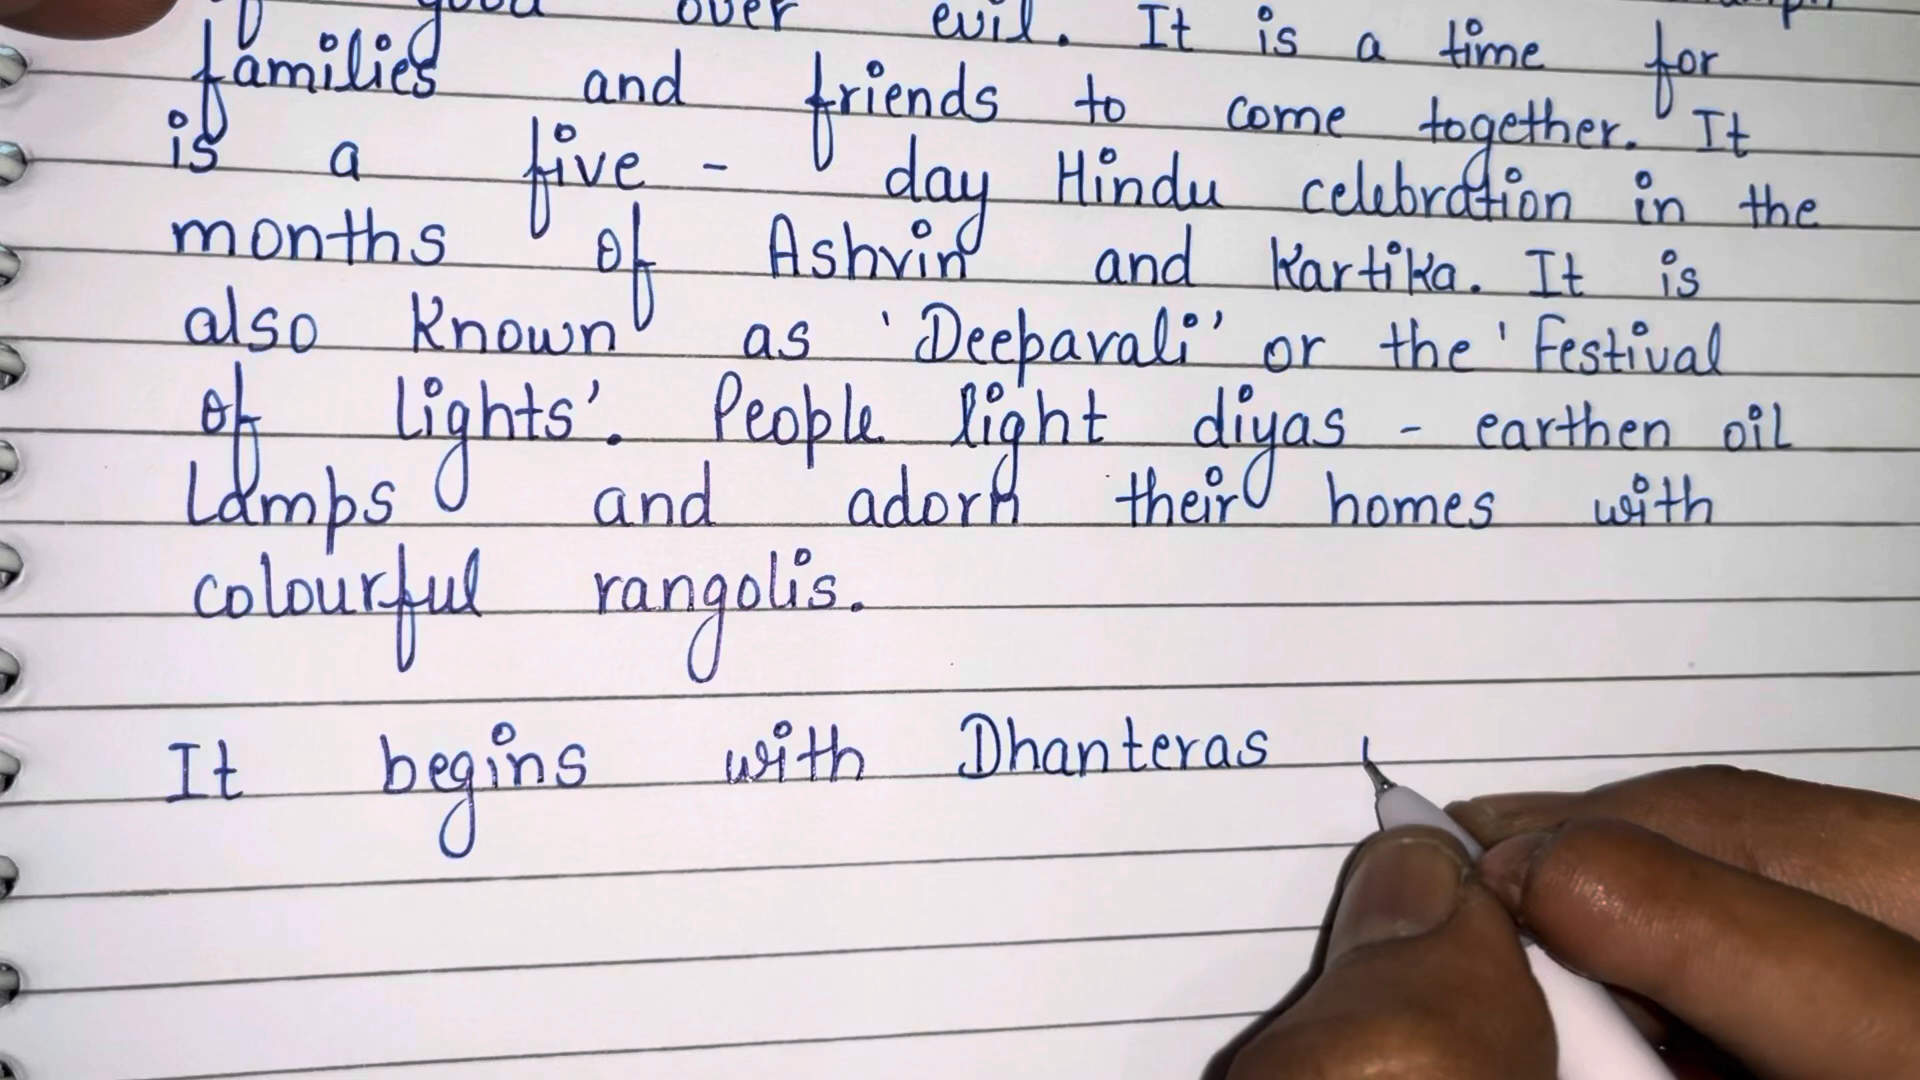 good over evil. It is a time for
families and friends to come together. It
is a five - day Hindu celebration in the
months of Ashvin and Kartika. It is
also known as 'Deepavali' or the 'Festival
of lights'. People light diyas - earthen oil
Lamps and adorn their homes with
colourful rangolis.
It begins with Dhanteras